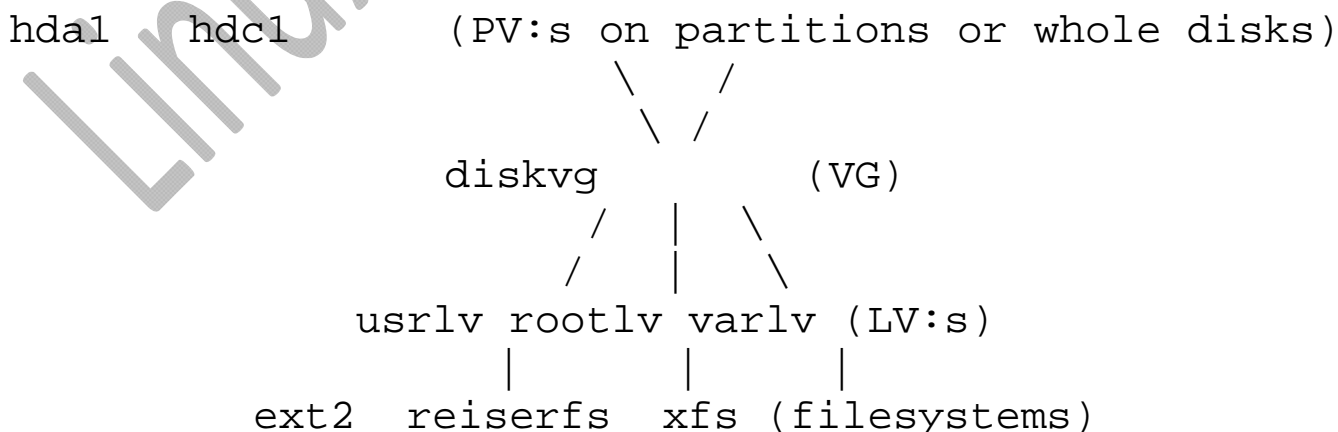 hda1 hdc1 (PV:s on partitions or whole disks)
\ /
\ /
diskvg (VG)
/ | \
/ | \
usrlv rootlv varlv (LV:s)
| | |
ext2 reiserfs xfs (filesystems)